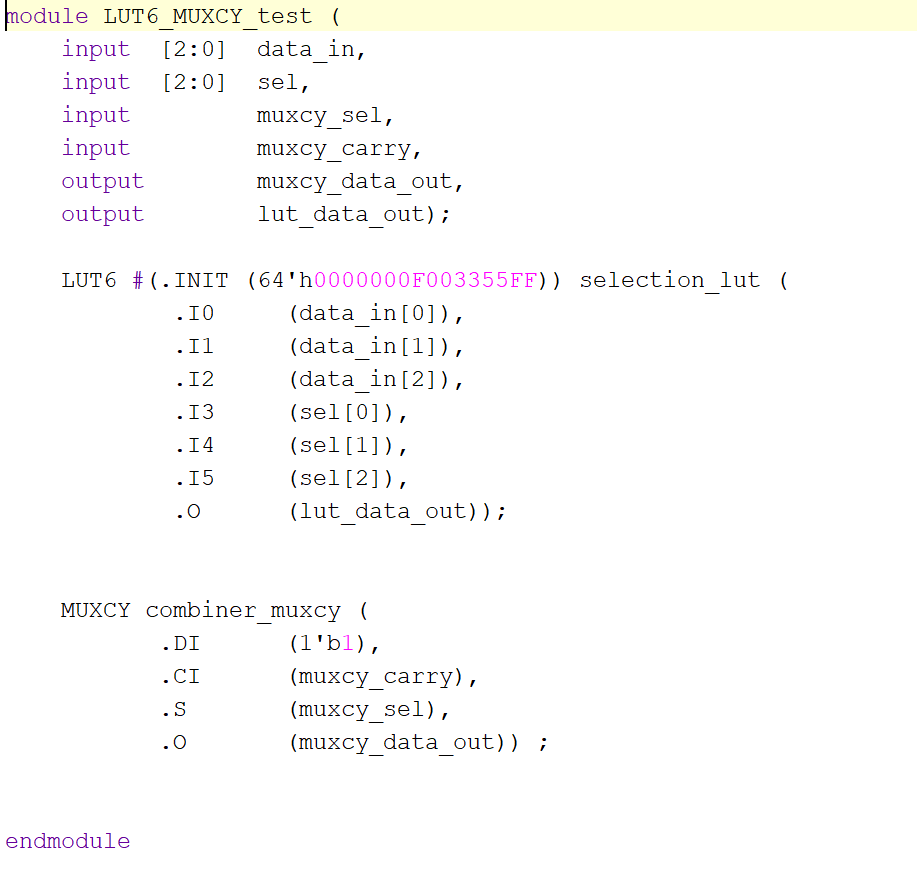 module LUT6_MUXCY_test (
    input  [2:0]  data_in,
    input  [2:0]  sel,
    input         muxcy_sel,
    input         muxcy_carry,
    output        muxcy_data_out,
    output        lut_data_out);
    LUT6 #(.INIT (64'h0000000F003355FF)) selection_lut (
            .I0     (data_in[0]),
            .I1     (data_in[1]),
            .I2     (data_in[2]),
            .I3     (sel[0]),
            .I4     (sel[1]),
            .I5     (sel[2]),
            .O      (lut_data_out));
    MUXCY combiner_muxcy (
           .DI      (1'b1),
           .CI      (muxcy_carry),
           .S       (muxcy_sel),
           .O       (muxcy_data_out)) ;
endmodule